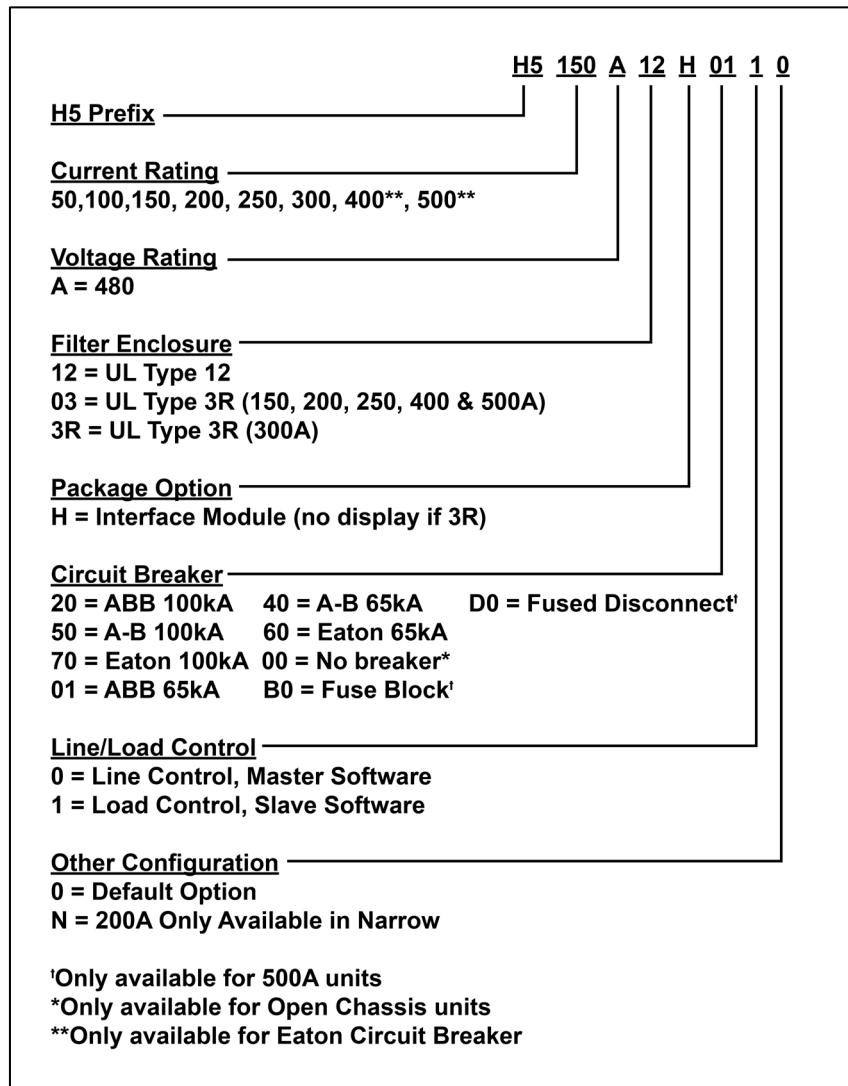 H5 150 A 12 H 01 1 0
H5 Prefix
Current Rating
50,100,150, 200, 250, 300, 400**, 500**
Voltage Rating
A = 480
Filter Enclosure
12 = UL Type 12
03 = UL Type 3R (150, 200, 250, 400 & 500A)
3R = UL Type 3R (300A)
Package Option
H = Interface Module (no display if 3R)
Circuit Breaker
20 = ABB 100kA 40 = A-B 65kA D0 = Fused Disconnect†
50 = A-B 100kA 60 = Eaton 65kA
70 = Eaton 100kA 00 = No breaker*
01 = ABB 65kA B0 = Fuse Block†
Line/Load Control
0 = Line Control, Master Software
1 = Load Control, Slave Software
Other Configuration
0 = Default Option
N = 200A Only Available in Narrow
†Only available for 500A units
*Only available for Open Chassis units
**Only available for Eaton Circuit Breaker